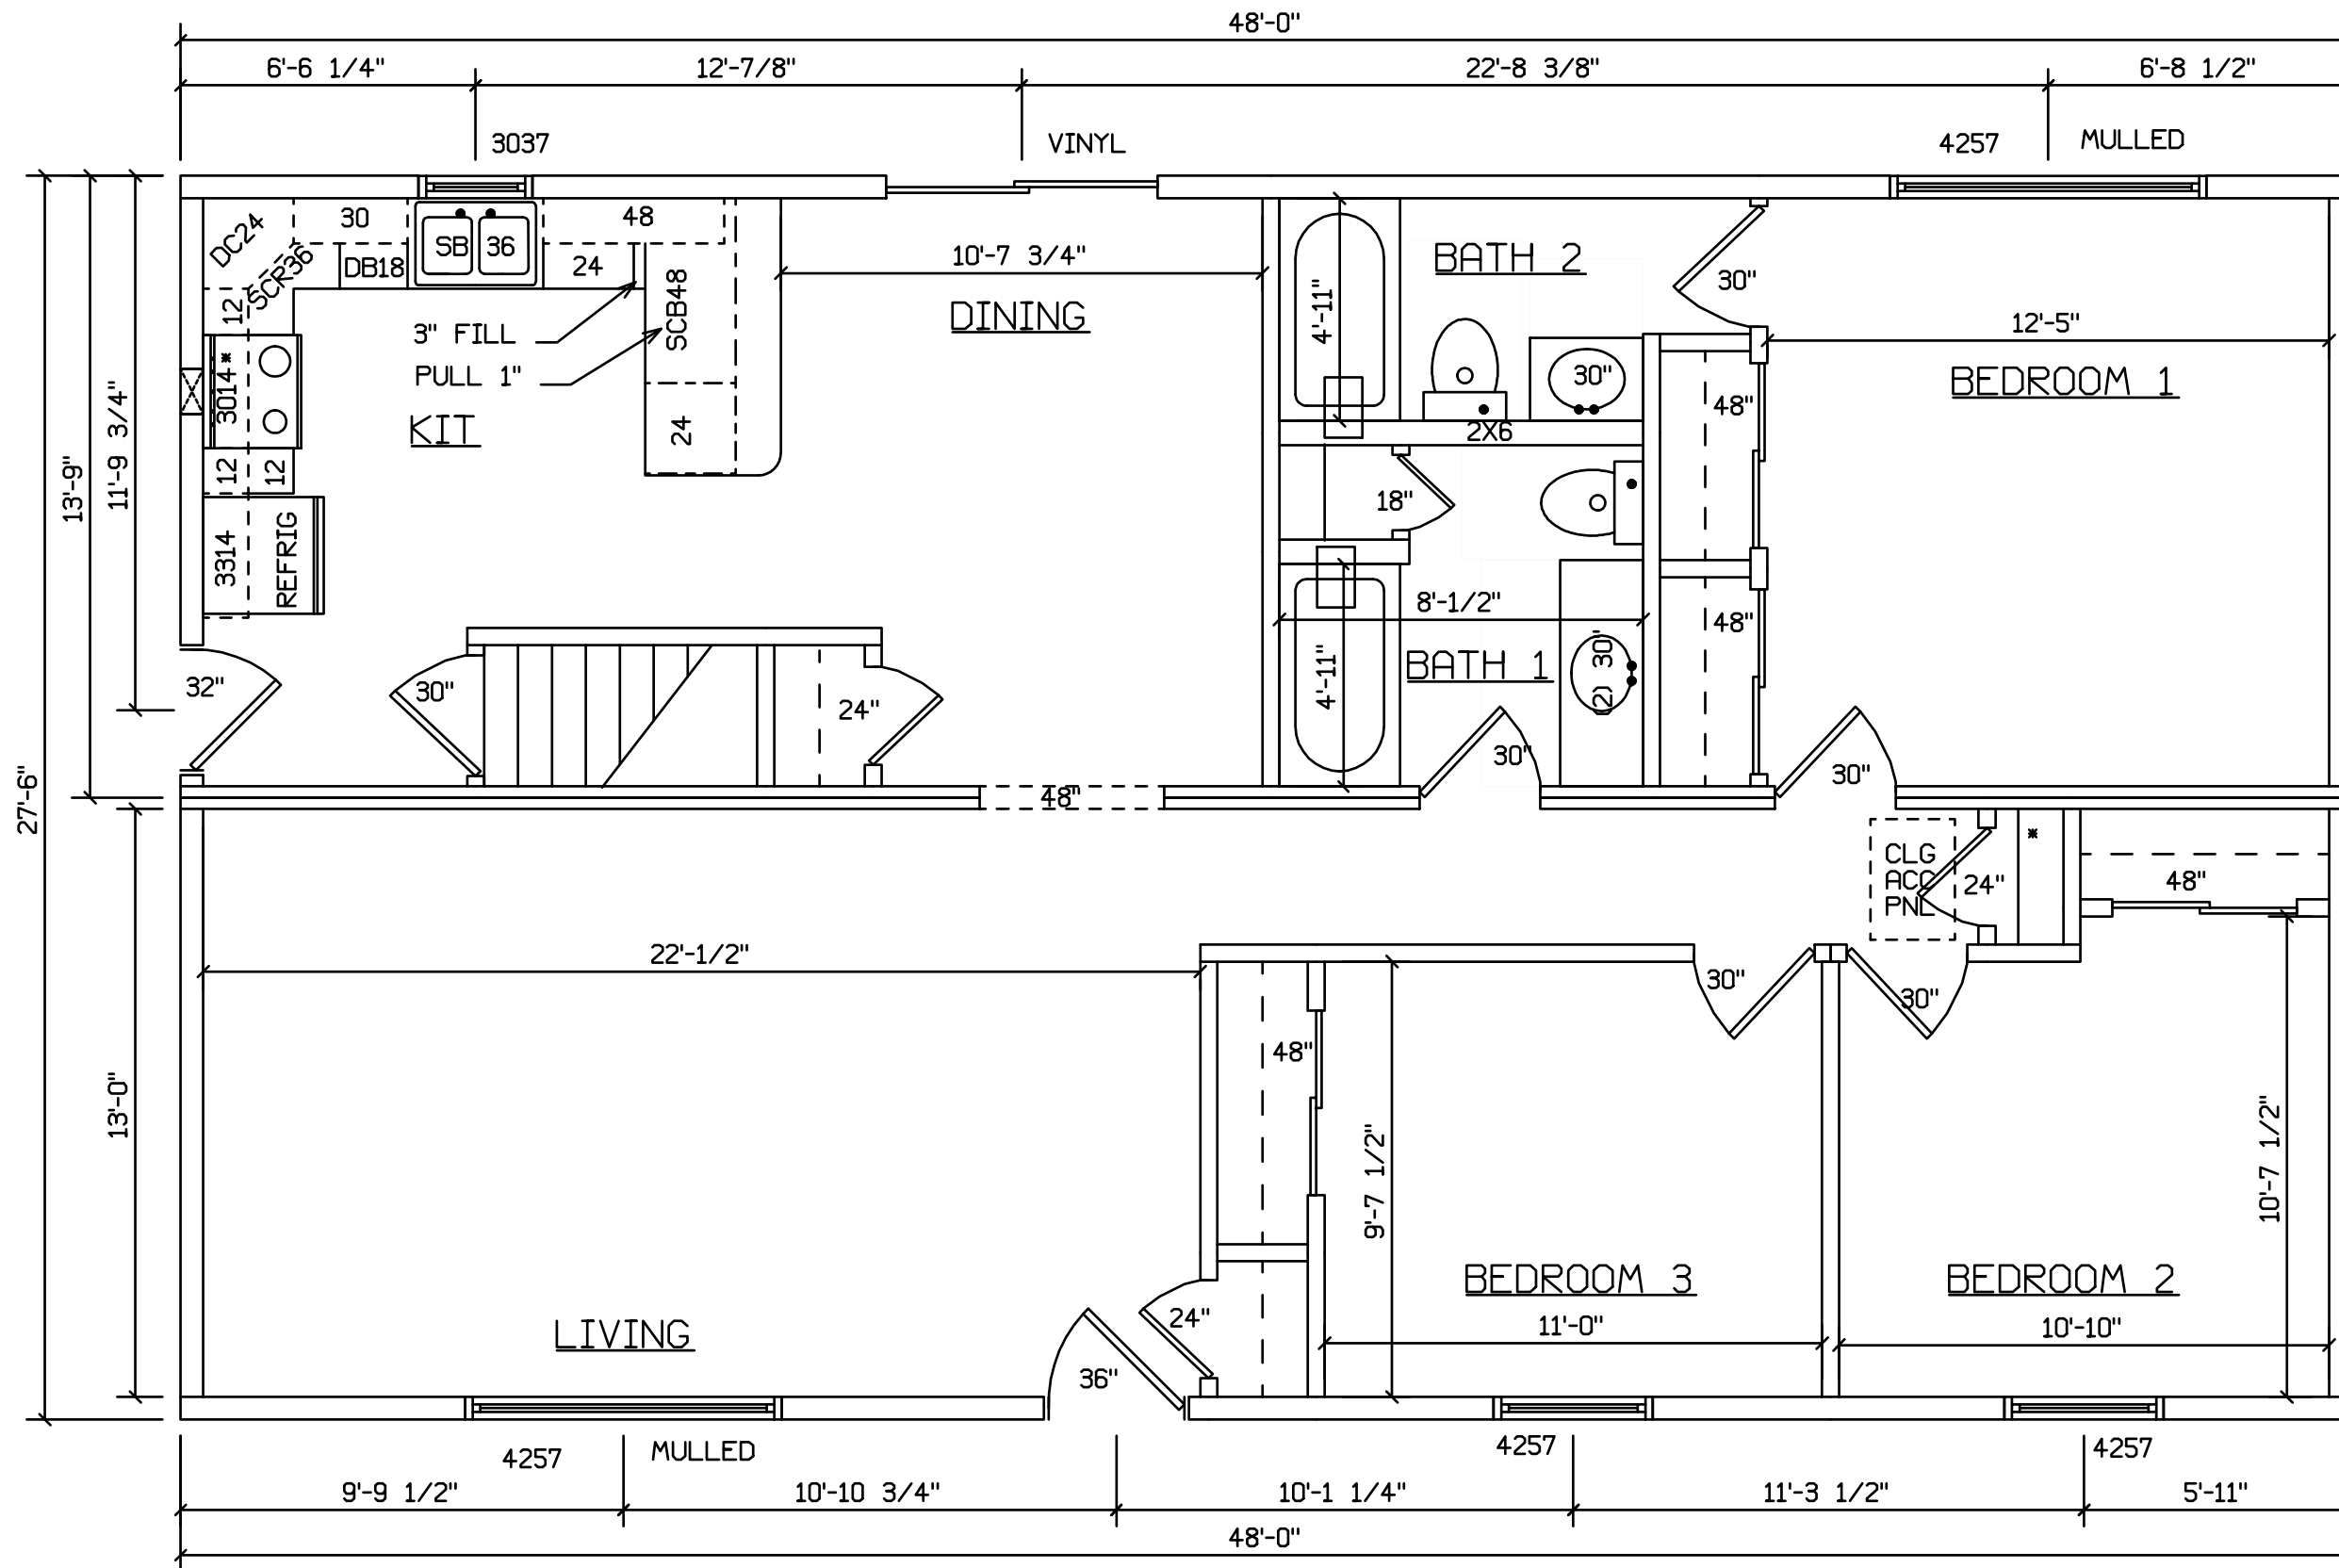 48'-0"
6'-6 1/4"
12'-7/8"
22'-8 3/8"
6'-8 1/2"
3037
VINYL
4257
MULLED
DC24
30
SB
36
48
SCR36
DB18
24
12
10'-7 3/4"
BATH 2
30"
DINING
SCB48
4'-11"
12'-5"
3" FILL
PULL 1"
3014*
30"
BEDROOM 1
48"
KIT
24
2X6
11'-9 3/4"
13'-9"
12
12
18"
3314
REFRIG
8'-1/2"
48"
32"
30"
24"
4'-11"
BATH 1
(2) 30'
30"
30"
27'-6"
48"
*
CLG
ACC
PNL
24"
48"
22'-1/2"
30"
30"
48"
13'-0"
9'-7 1/2"
10'-7 1/2"
BEDROOM 3
BEDROOM 2
24"
11'-0"
10'-10"
LIVING
36"
4257
MULLED
4257
4257
9'-9 1/2"
10'-10 3/4"
10'-1 1/4"
11'-3 1/2"
5'-11"
48'-0"